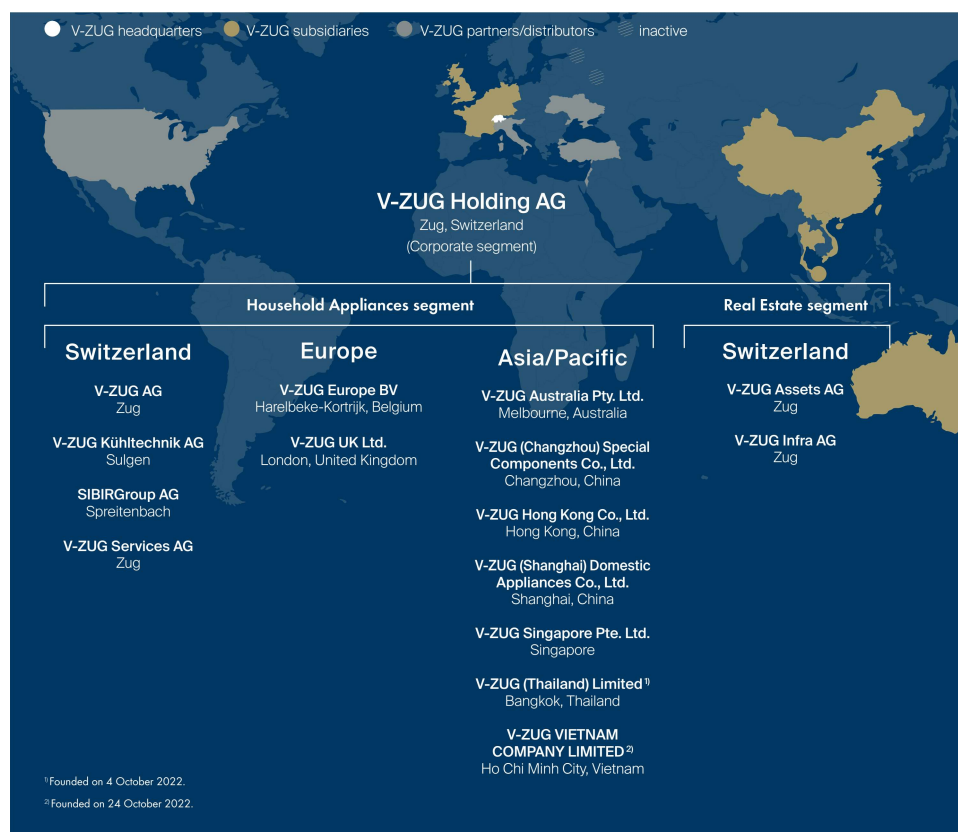 V-ZUG headquarters
V-ZUG subsidiaries
V-ZUG partners/distributors
inactive
V-ZUG Holding AG
Zug, Switzerland
(Corporate segment)
Household Appliances segment
Real Estate segment
Switzerland
V-ZUG AG
Zug
V-ZUG Kühltechnik AG
Sulgen
SIBIRGroup AG
Spreitenbach
V-ZUG Services AG
Zug
Europe
V-ZUG Europe BV
Harelbeke-Kortrijk, Belgium
V-ZUG UK Ltd.
London, United Kingdom
Asia/Pacific
V-ZUG Australia Pty. Ltd.
Melbourne, Australia
V-ZUG (Changzhou) Special
Components Co., Ltd.
Changzhou, China
V-ZUG Hong Kong Co., Ltd.
Hong Kong, China
V-ZUG (Shanghai) Domestic
Appliances Co., Ltd.
Shanghai, China
V-ZUG Singapore Pte. Ltd.
Singapore
V-ZUG (Thailand) Limited 1)
Bangkok, Thailand
V-ZUG VIETNAM
COMPANY LIMITED 2)
Ho Chi Minh City, Vietnam
Switzerland
V-ZUG Assets AG
Zug
V-ZUG Infra AG
Zug
1) Founded on 4 October 2022.
2) Founded on 24 October 2022.